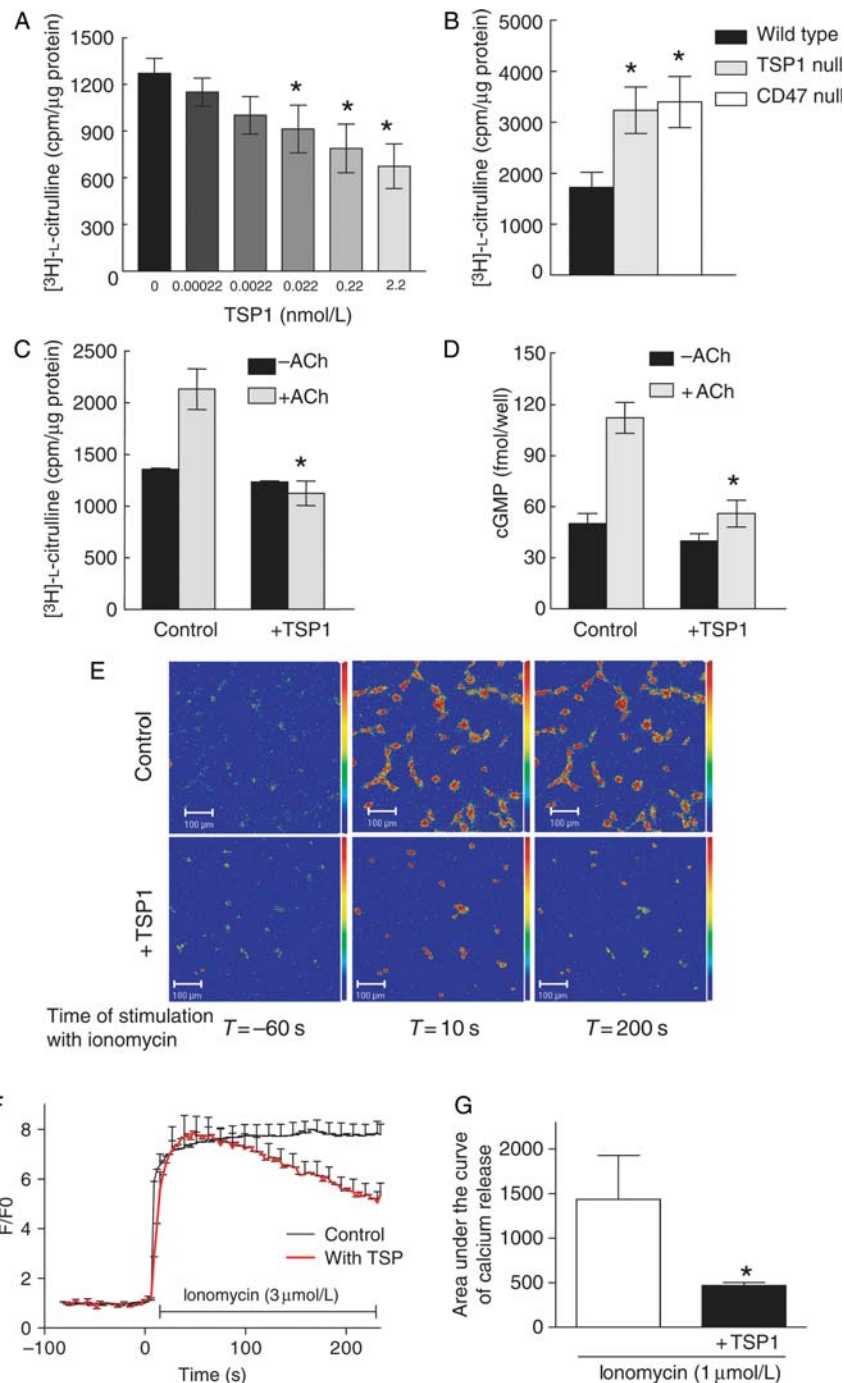 A
[³H]-L-citrulline (cpm/μg protein)
1500
1200
900
600
300
0
* * *
0 0.00022 0.0022 0.022 0.22 2.2
TSP1 (nmol/L)
B
[³H]-L-citrulline (cpm/μg protein)
5000
4000
3000
2000
1000
0
* *
Wild type
TSP1 null
CD47 null
C
[³H]-L-citrulline (cpm/μg protein)
2500
2000
1500
1000
500
0
–ACh
+ACh
*
Control +TSP1
D
cGMP (fmol/well)
150
120
90
60
30
0
–ACh
+ ACh
*
Control +TSP1
E
Control
100 μm 100 μm 100 μm
+TSP1
100 μm 100 μm 100 μm
Time of stimulation
with ionomycin
T=–60 s T=10 s T=200 s
F/F0
8
6
4
2
0
Control
With TSP
Ionomycin (3 μmol/L)
–100 0 100 200
Time (s)
G
Area under the curve
of calcium release
2000
1500
1000
500
0
*
+TSP1
Ionomycin (1 μmol/L)